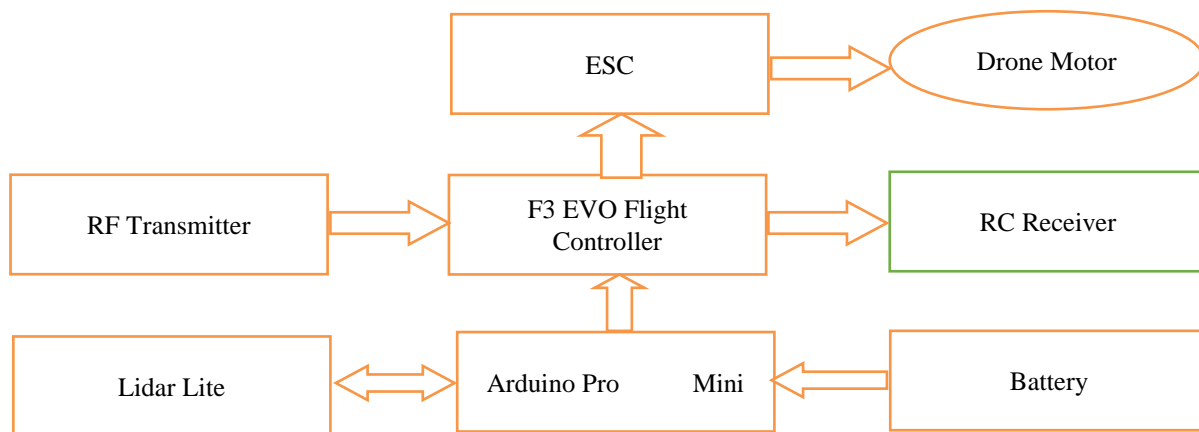 ESC
Drone Motor
RF Transmitter
F3 EVO Flight
Controller
RC Receiver
Lidar Lite
Arduino Pro Mini
Battery